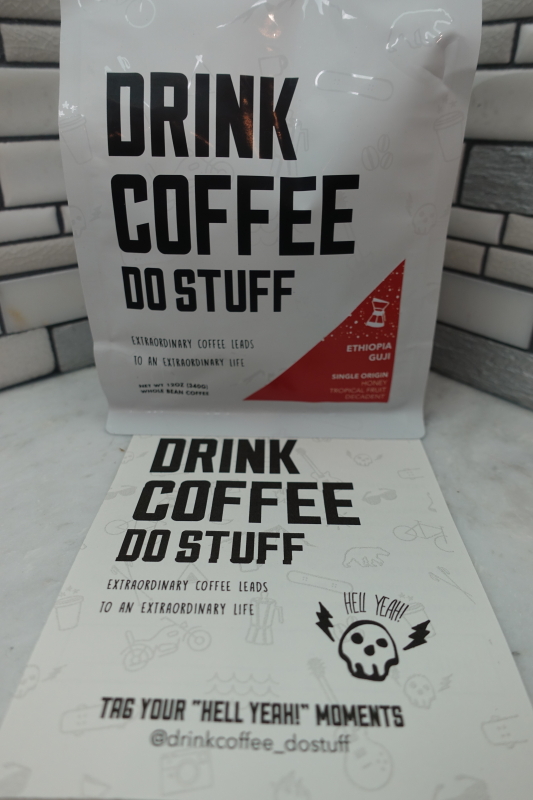 DRINK
COFFEE
DO STUFF
EXTRAORDINARY COFFEE LEADS
TO AN EXTRAORDINARY LIFE
NET WT 12OZ (340G)
WHOLE BEAN COFFEE
ETHIOPIA
GUJI
SINGLE ORIGIN
HONEY
TROPICAL FRUIT
DECADENT
DRINK
COFFEE
DO STUFF
EXTRAORDINARY COFFEE LEADS
TO AN EXTRAORDINARY LIFE
HELL YEAH!
TAG YOUR "HELL YEAH!" MOMENTS
@drinkcoffee_dostuff